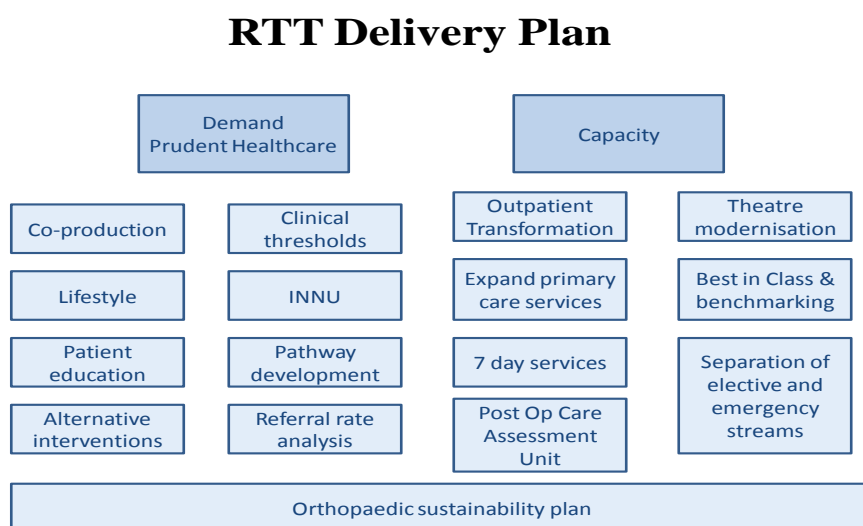 RTT Delivery Plan
Demand
Prudent Healthcare
Capacity
Co-production
Clinical
thresholds
Outpatient
Transformation
Theatre
modernisation
Lifestyle
INNU
Expand primary
care services
Best in Class &
benchmarking
Patient
education
Pathway
development
7 day services
Separation of
elective and
emergency
streams
Alternative
interventions
Referral rate
analysis
Post Op Care
Assessment
Unit
Orthopaedic sustainability plan